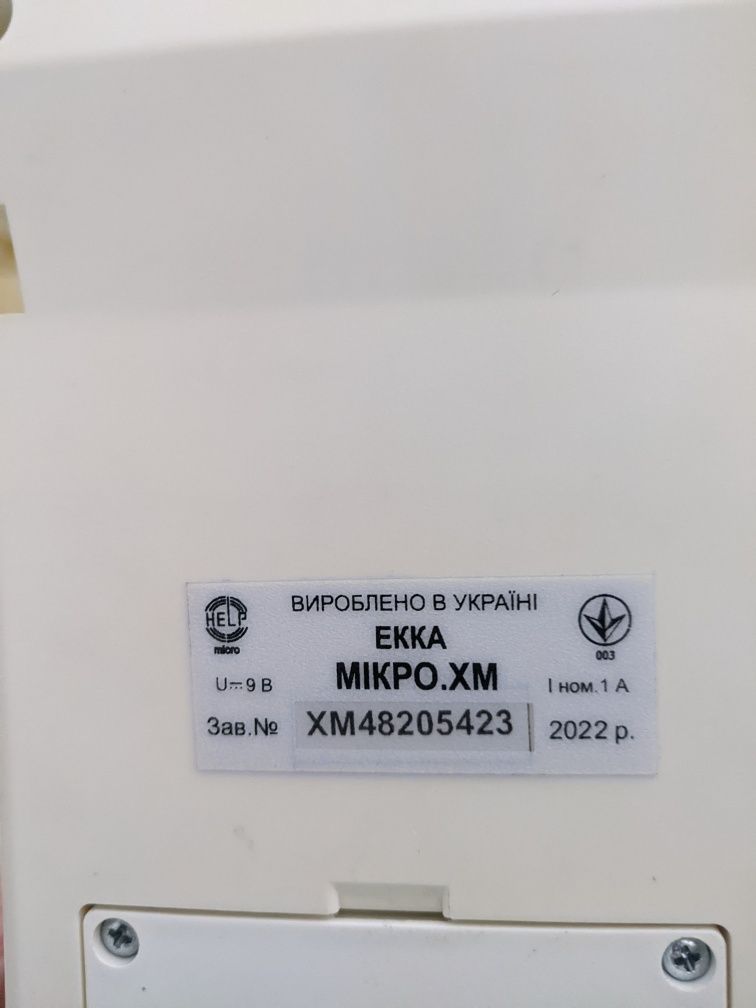 ВИРОБЛЕНО В УКРАЇНІ
HELP
micro
ЕККА
003
МІКРО.ХМ
U⎓9 В
І ном.1 А
Зав.№ ХМ48205423 2022 р.